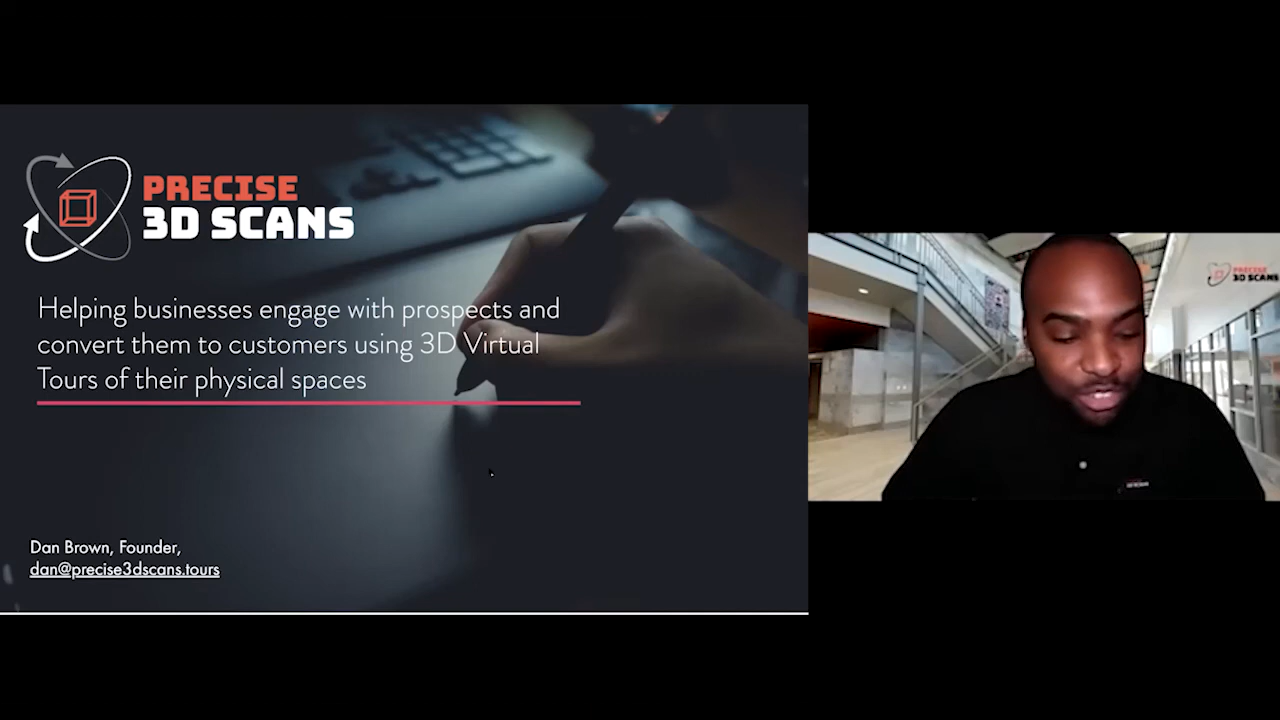 PRECISE
3D SCANS
Helping businesses engage with prospects and
convert them to customers using 3D Virtual
Tours of their physical spaces
Dan Brown, Founder,
dan@precise3dscans.tours
PRECISE
3D SCANS